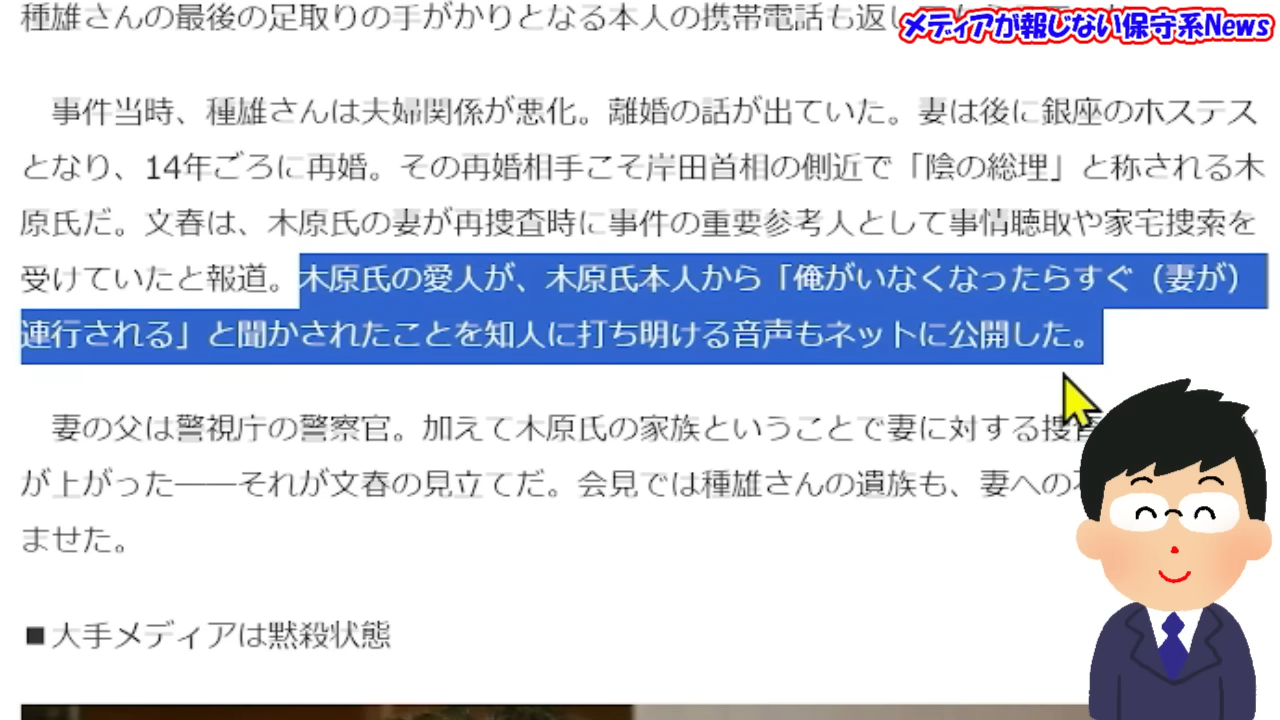 種雄さんの最後の足取りの手がかりとなる本人の携帯電話も返し
メディアが報じない保守系News
事件当時、種雄さんは夫婦関係が悪化。離婚の話が出ていた。妻は後に銀座のホステス
となり、14年ごろに再婚。その再婚相手こそ岸田首相の側近で「陰の総理」と称される木
原氏だ。文春は、木原氏の妻が再捜査時に事件の重要参考人として事情聴取や家宅捜索を
受けていたと報道。木原氏の愛人が、木原氏本人から「俺がいなくなったらすぐ（妻が）
連行される」と聞かされたことを知人に打ち明ける音声もネットに公開した。
妻の父は警視庁の警察官。加えて木原氏の家族ということで妻に対する捜
が上がった――それが文春の見立てだ。会見では種雄さんの遺族も、妻への
ませた。
■大手メディアは黙殺状態